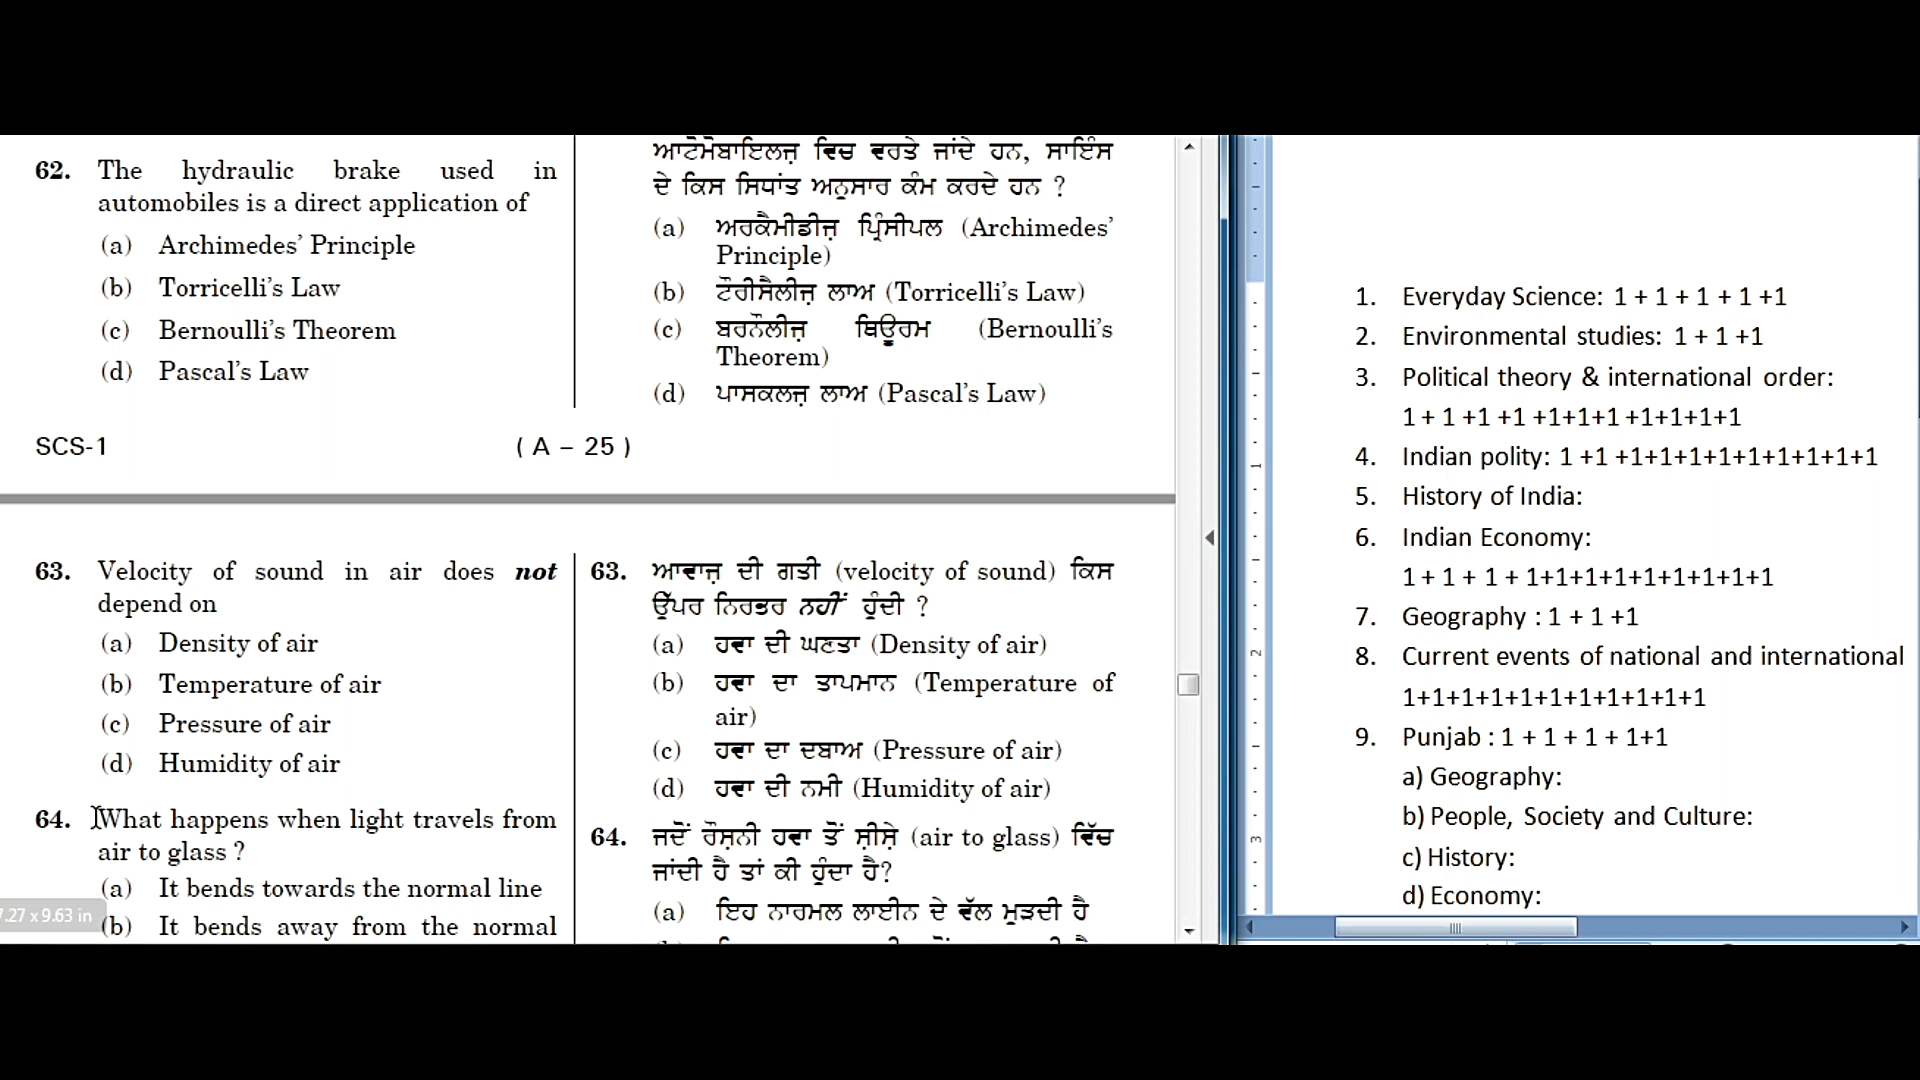 62. The hydraulic brake used in
automobiles is a direct application of
(a) Archimedes’ Principle
(b) Torricelli’s Law
(c) Bernoulli’s Theorem
(d) Pascal’s Law
ਆਟੋਮੋਬਾਇਲਜ਼ ਵਿਚ ਵਰਤੇ ਜਾਂਦੇ ਹਨ, ਸਾਇੰਸ
ਦੇ ਕਿਸ ਸਿਧਾਂਤ ਅਨੁਸਾਰ ਕੰਮ ਕਰਦੇ ਹਨ ?
(a) ਅਰਕੈਮੀਡੀਜ਼ ਪ੍ਰਿੰਸੀਪਲ (Archimedes’
Principle)
(b) ਟੌਰੀਸੈਲੀਜ਼ ਲਾਅ (Torricelli’s Law)
(c) ਬਰਨੌਲੀਜ਼ ਥਿਊਰਮ (Bernoulli’s
Theorem)
(d) ਪਾਸਕਲਜ਼ ਲਾਅ (Pascal’s Law)
SCS-1 ( A – 25 )
63. Velocity of sound in air does not
depend on
(a) Density of air
(b) Temperature of air
(c) Pressure of air
(d) Humidity of air
64. What happens when light travels from
air to glass ?
(a) It bends towards the normal line
(b) It bends away from the normal
63. ਆਵਾਜ਼ ਦੀ ਗਤੀ (velocity of sound) ਕਿਸ
ਉੱਪਰ ਨਿਰਭਰ ਨਹੀਂ ਹੁੰਦੀ ?
(a) ਹਵਾ ਦੀ ਘਣਤਾ (Density of air)
(b) ਹਵਾ ਦਾ ਤਾਪਮਾਨ (Temperature of
air)
(c) ਹਵਾ ਦਾ ਦਬਾਅ (Pressure of air)
(d) ਹਵਾ ਦੀ ਨਮੀ (Humidity of air)
64. ਜਦੋਂ ਰੌਸ਼ਨੀ ਹਵਾ ਤੋਂ ਸ਼ੀਸ਼ੇ (air to glass) ਵਿੱਚ
ਜਾਂਦੀ ਹੈ ਤਾਂ ਕੀ ਹੁੰਦਾ ਹੈ?
(a) ਇਹ ਨਾਰਮਲ ਲਾਈਨ ਦੇ ਵੱਲ ਮੁੜਦੀ ਹੈ
7.27 x 9.63 in
1. Everyday Science: 1 + 1 + 1 + 1 +1
2. Environmental studies: 1 + 1 +1
3. Political theory & international order:
1 + 1 +1 +1 +1+1+1 +1+1+1+1
4. Indian polity: 1 +1 +1+1+1+1+1+1+1+1+1
5. History of India:
6. Indian Economy:
1 + 1 + 1 + 1+1+1+1+1+1+1+1+1
7. Geography : 1 + 1 +1
8. Current events of national and international
1+1+1+1+1+1+1+1+1+1+1
9. Punjab : 1 + 1 + 1 + 1+1
a) Geography:
b) People, Society and Culture:
c) History:
d) Economy:
1
2
3